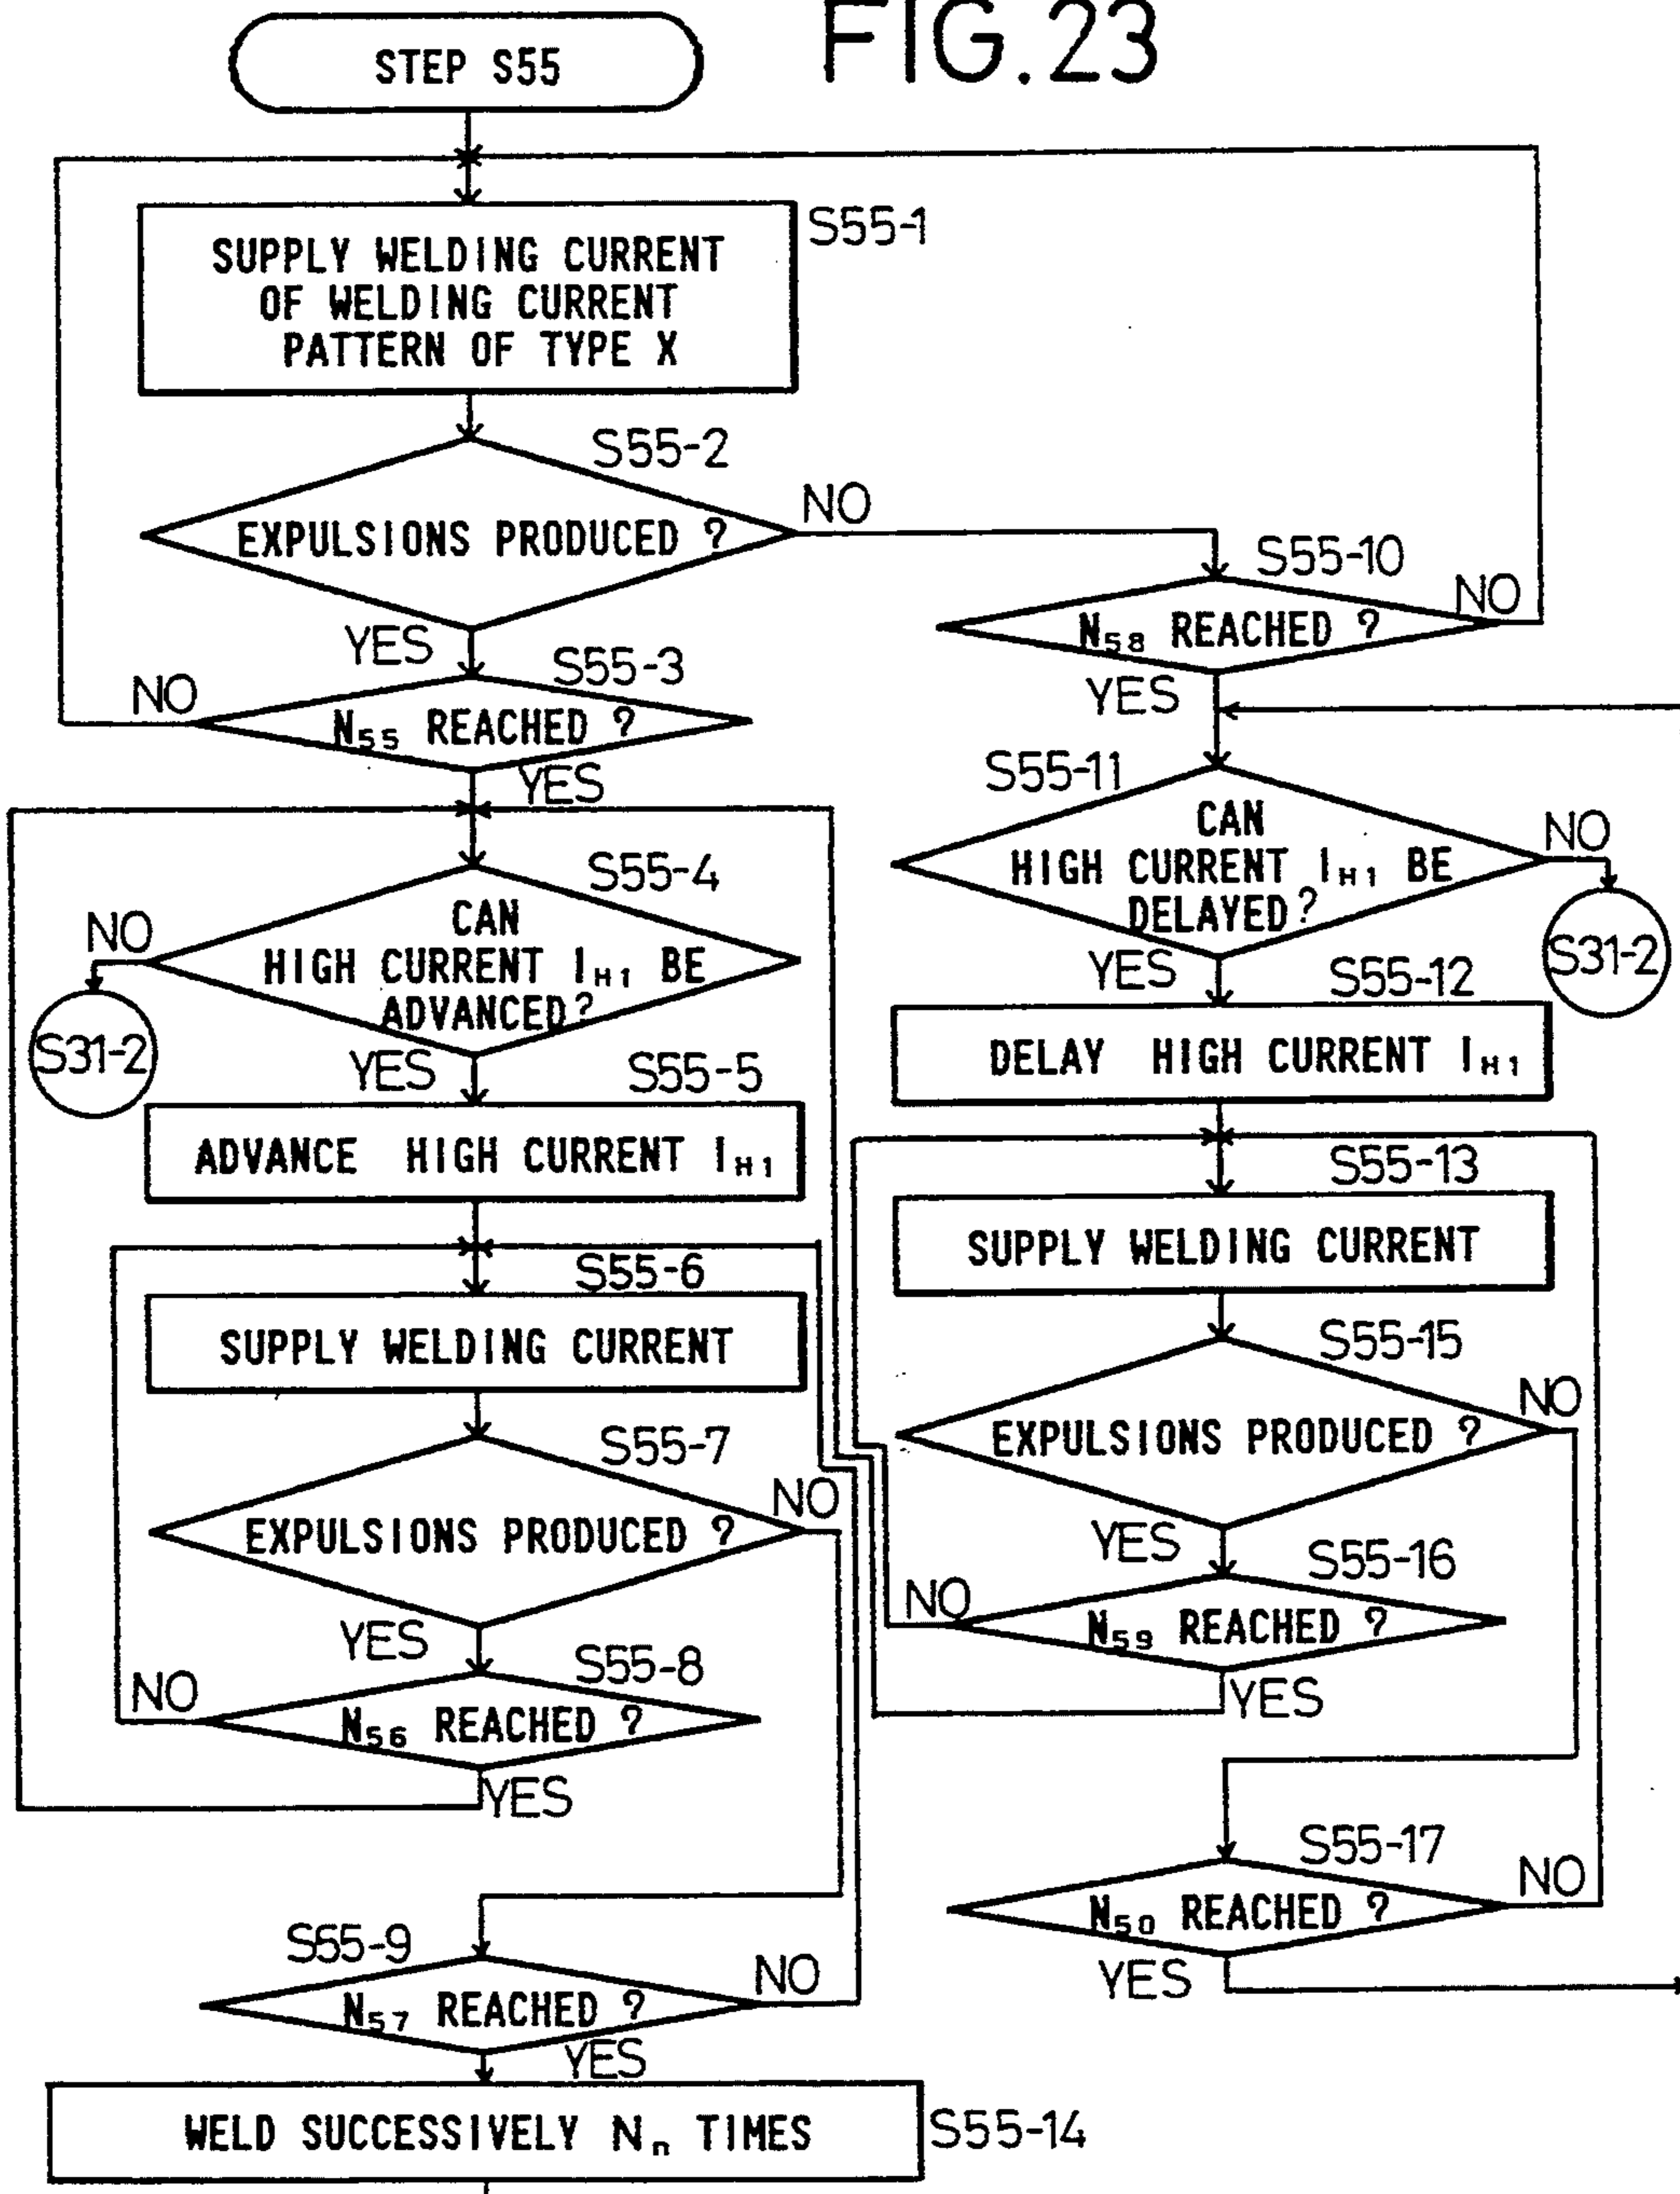 FIG.23
STEP S55
S55-1
SUPPLY WELDING CURRENT
OF WELDING CURRENT
PATTERN OF TYPE X
S55-2
EXPULSIONS PRODUCED ?
NO
YES
S55-3
NO
N55 REACHED ?
YES
S55-4
NO
CAN
HIGH CURRENT IH1 BE
ADVANCED?
S31-2
YES
S55-5
ADVANCE HIGH CURRENT IH1
S55-6
SUPPLY WELDING CURRENT
S55-7
NO
EXPULSIONS PRODUCED ?
YES
S55-8
NO
N56 REACHED ?
YES
S55-9
NO
N57 REACHED ?
YES
WELD SUCCESSIVELY Nn TIMES
S55-14
S55-10
NO
N58 REACHED ?
YES
S55-11
CAN
HIGH CURRENT IH1 BE
DELAYED?
NO
S31-2
YES
S55-12
DELAY HIGH CURRENT IH1
S55-13
SUPPLY WELDING CURRENT
S55-15
NO
EXPULSIONS PRODUCED ?
YES
S55-16
NO
N59 REACHED ?
YES
S55-17
NO
N50 REACHED ?
YES